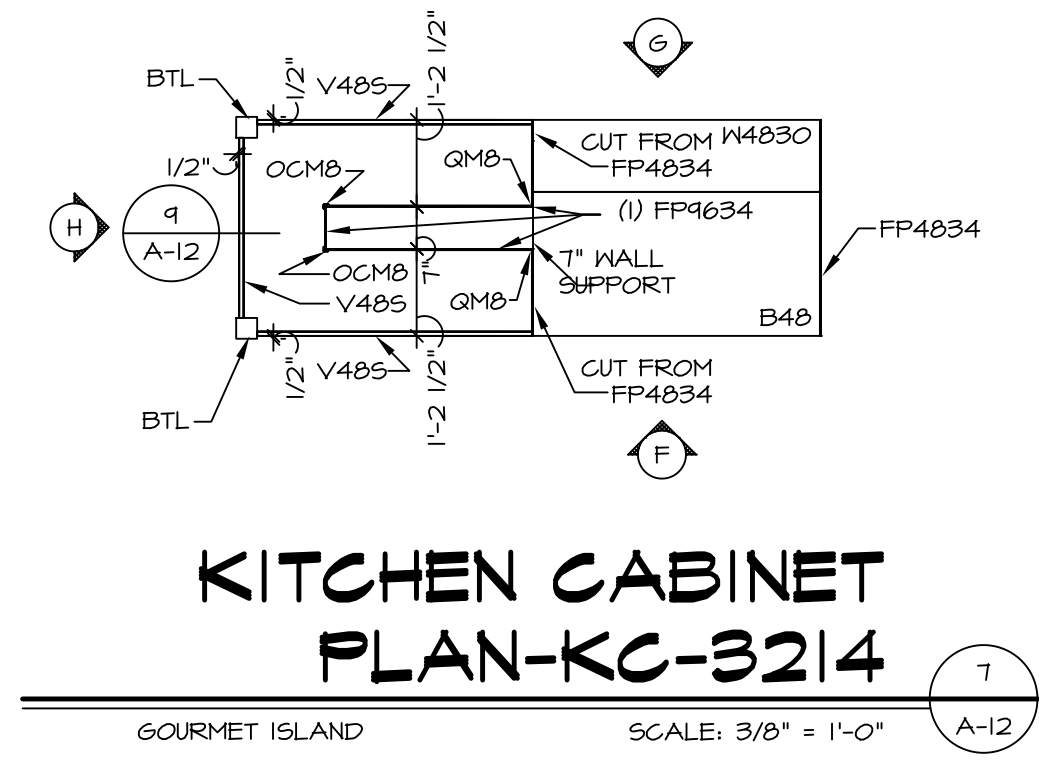 G
BTL
1/2"
V48S
1'-2 1/2"
CUT FROM
FP4834
W4830
QM8
1/2"
OCM8
9
A-12
H
(1) FP9634
FP4834
7" WALL
SUPPORT
OCM8
7"
V48S
QM8
B48
1/2"
V48S
1'-2 1/2"
CUT FROM
FP4834
BTL
F
KITCHEN CABINET
PLAN-KC-3214
7
A-12
GOURMET ISLAND
SCALE: 3/8" = 1'-0"